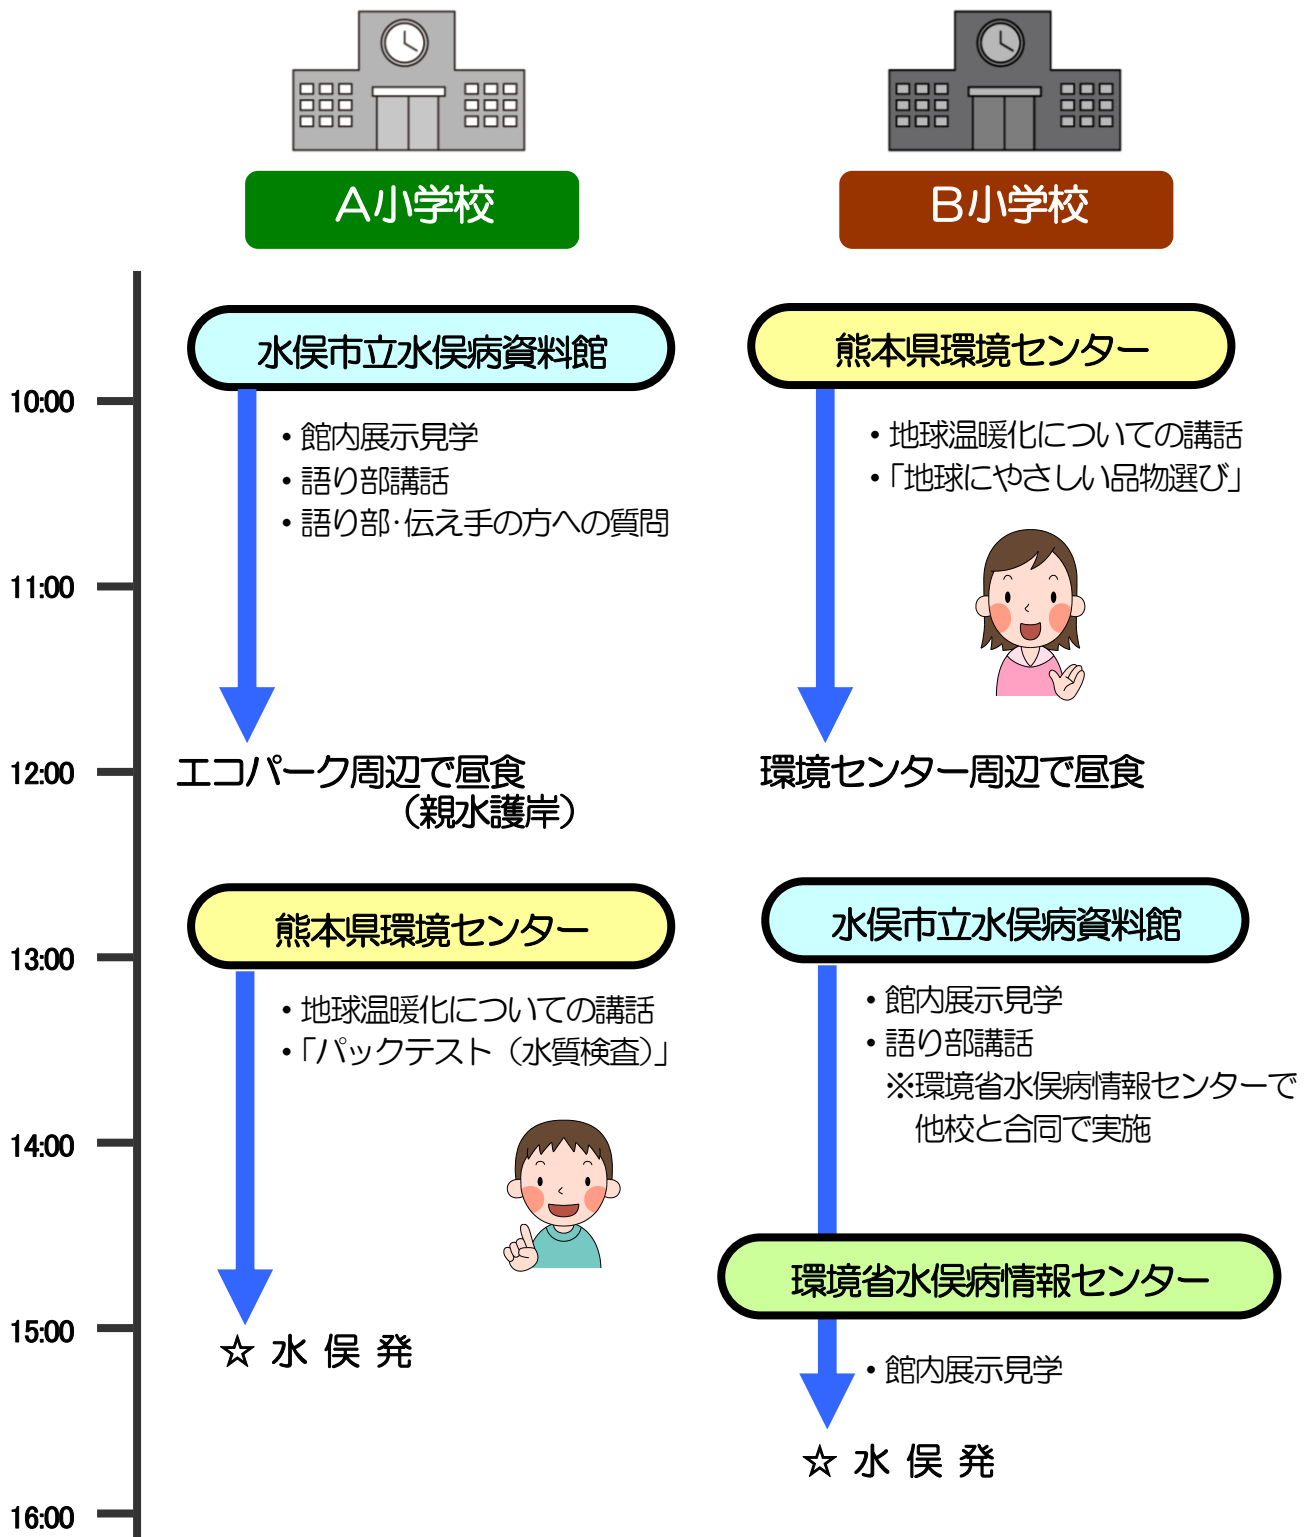 A小学校
水俣市立水俣病資料館
・館内展示見学
・語り部講話
・語り部・伝え手の方への質問
エコパーク周辺で昼食
（親水護岸）
熊本県環境センター
・地球温暖化についての講話
・「パックテスト（水質検査）」
☆ 水 俣 発
B小学校
熊本県環境センター
・地球温暖化についての講話
・「地球にやさしい品物選び」
環境センター周辺で昼食
水俣市立水俣病資料館
・館内展示見学
・語り部講話
※環境省水俣病情報センターで
他校と合同で実施
環境省水俣病情報センター
・館内展示見学
☆ 水 俣 発
10:00
11:00
12:00
13:00
14:00
15:00
16:00